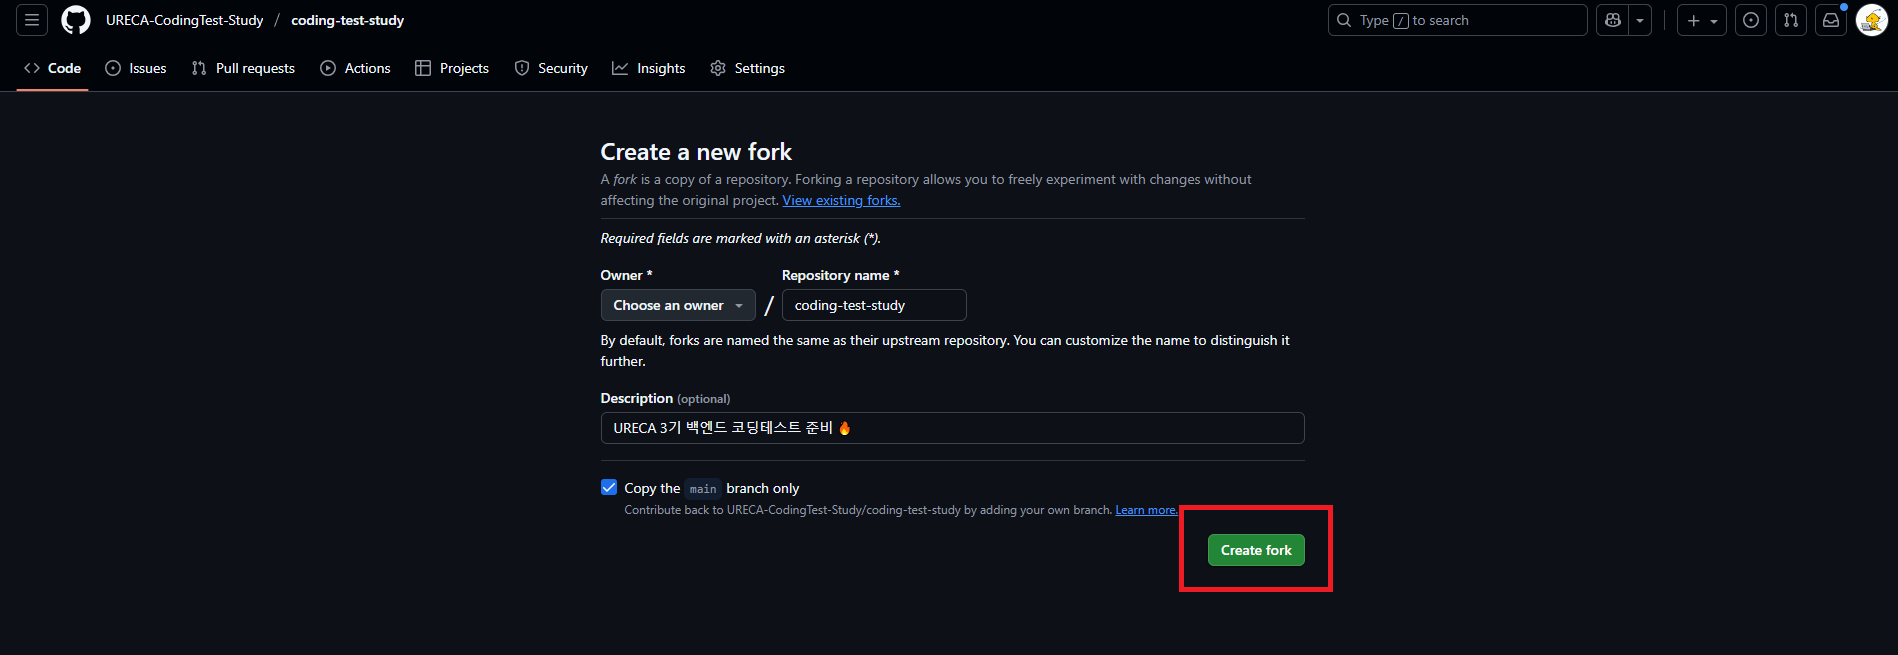 URECA-CodingTest-Study / coding-test-study
Type / to search
Code Issues Pull requests Actions Projects Security Insights Settings
Create a new fork
A fork is a copy of a repository. Forking a repository allows you to freely experiment with changes without
affecting the original project. View existing forks.
Required fields are marked with an asterisk (*).
Owner * Repository name *
Choose an owner / coding-test-study
By default, forks are named the same as their upstream repository. You can customize the name to distinguish it
further.
Description (optional)
URECA 3기 백엔드 코딩테스트 준비 🔥
Copy the main branch only
Contribute back to URECA-CodingTest-Study/coding-test-study by adding your own branch. Learn more.
Create fork